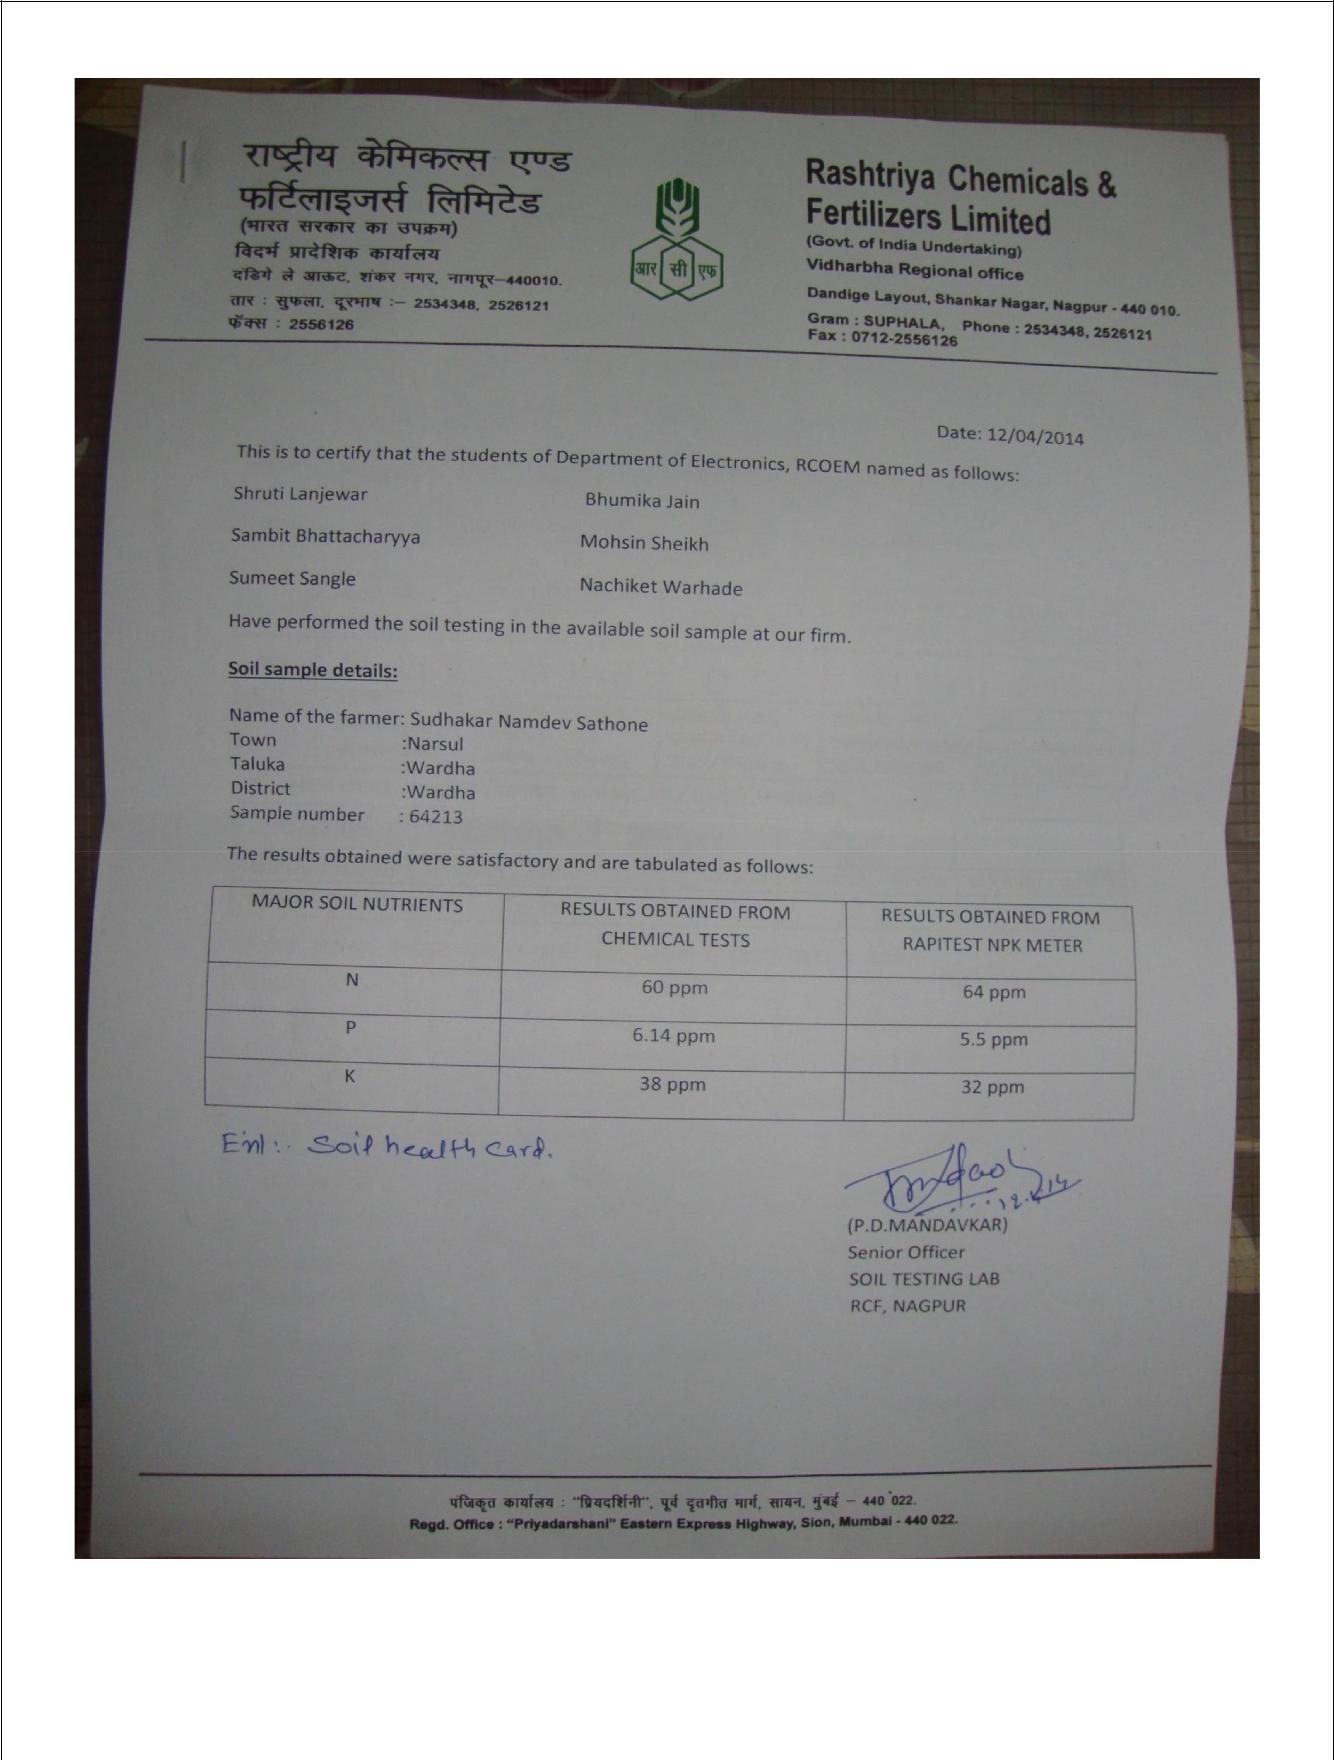 राष्ट्रीय केमिकल्स एण्ड
फर्टिलाइजर्स लिमिटेड
(भारत सरकार का उपक्रम)
विदर्भ प्रादेशिक कार्यालय
दंडिगे ले आऊट, शंकर नगर, नागपूर–440010.
तार : सुफला, दूरभाष :– 2534348, 2526121
फॅक्स : 2556126
आर सी एफ
Rashtriya Chemicals &
Fertilizers Limited
(Govt. of India Undertaking)
Vidharbha Regional office
Dandige Layout, Shankar Nagar, Nagpur - 440 010.
Gram : SUPHALA, Phone : 2534348, 2526121
Fax : 0712-2556126
Date: 12/04/2014
This is to certify that the students of Department of Electronics, RCOEM named as follows:
Shruti Lanjewar Bhumika Jain
Sambit Bhattacharyya Mohsin Sheikh
Sumeet Sangle Nachiket Warhade
Have performed the soil testing in the available soil sample at our firm.
Soil sample details:
Name of the farmer: Sudhakar Namdev Sathone
Town :Narsul
Taluka :Wardha
District :Wardha
Sample number : 64213
The results obtained were satisfactory and are tabulated as follows:
MAJOR SOIL NUTRIENTS RESULTS OBTAINED FROM CHEMICAL TESTS RESULTS OBTAINED FROM RAPITEST NPK METER
N 60 ppm 64 ppm
P 6.14 ppm 5.5 ppm
K 38 ppm 32 ppm
Enl:. Soil health card.
(P.D.MANDAVKAR)
Senior Officer
SOIL TESTING LAB
RCF, NAGPUR
पंजिकृत कार्यालय : "प्रियदर्शिनी", पूर्व दृतगीत मार्ग, सायन, मुंबई – 440 022.
Regd. Office : "Priyadarshani" Eastern Express Highway, Sion, Mumbai - 440 022.